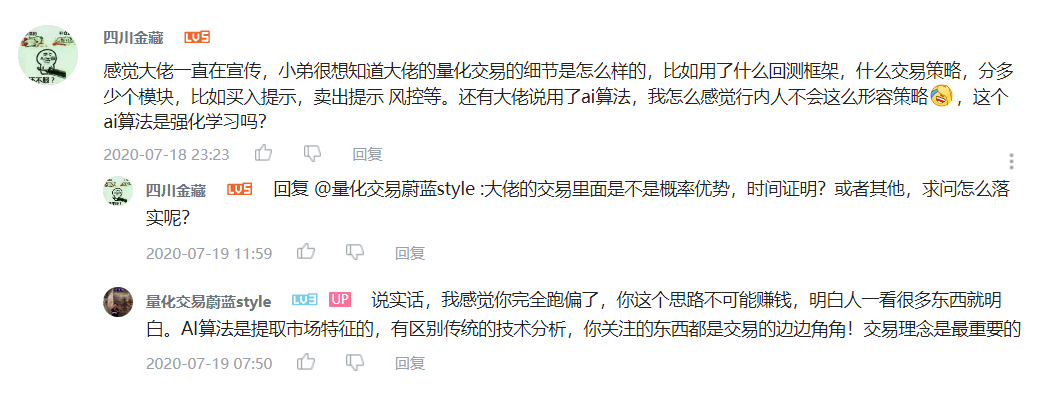 四川金藏 LV5
感觉大佬一直在宣传，小弟很想知道大佬的量化交易的细节是怎么样的，比如用了什么回测框架，什么交易策略，分多
少个模块，比如买入提示，卖出提示 风控等。还有大佬说用了ai算法，我怎么感觉行内人不会这么形容策略，这个
ai算法是强化学习吗？
2020-07-18 23:23 回复
四川金藏 LV5 回复 @量化交易蔚蓝style :大佬的交易里面是不是概率优势，时间证明？或者其他，求问怎么落
实呢？
2020-07-19 11:59 回复
量化交易蔚蓝style LV3 UP 说实话，我感觉你完全跑偏了，你这个思路不可能赚钱，明白人一看很多东西就明
白。AI算法是提取市场特征的，有区别传统的技术分析，你关注的东西都是交易的边边角角！交易理念是最重要的
2020-07-19 07:50 回复